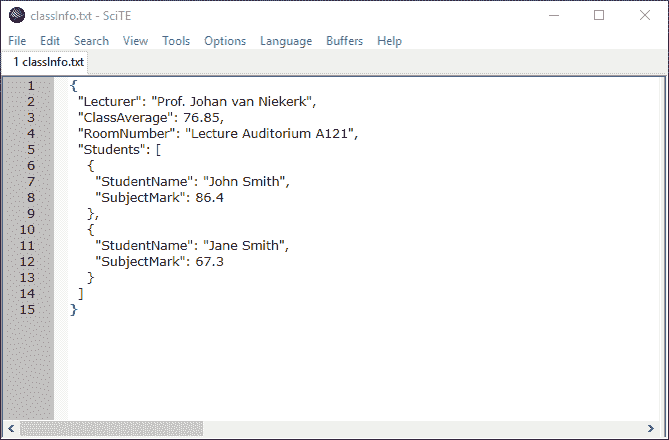 classInfo.txt - SciTE
File Edit Search View Tools Options Language Buffers Help
1 classInfo.txt
1 {
2 "Lecturer": "Prof. Johan van Niekerk",
3 "ClassAverage": 76.85,
4 "RoomNumber": "Lecture Auditorium A121",
5 "Students": [
6 {
7 "StudentName": "John Smith",
8 "SubjectMark": 86.4
9 },
10 {
11 "StudentName": "Jane Smith",
12 "SubjectMark": 67.3
13 }
14 ]
15 }